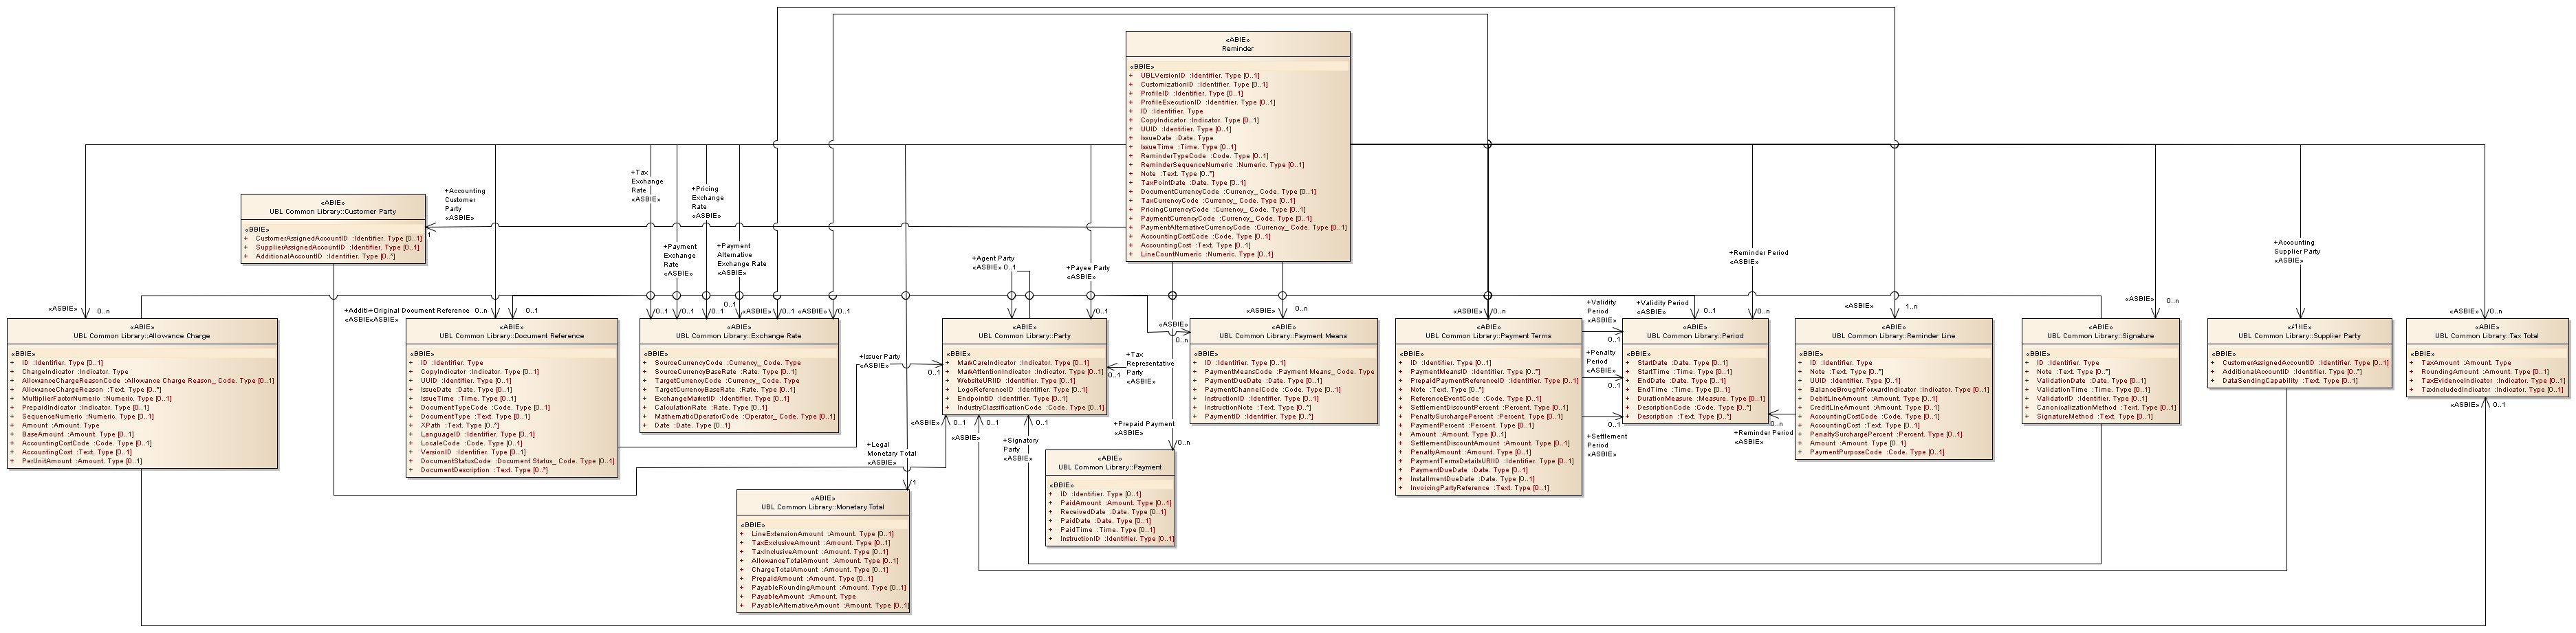 «ABIE»
Reminder
«BBIE»
+ UBLVersionID :Identifier. Type [0..1]
+ CustomizationID :Identifier. Type [0..1]
+ ProfileID :Identifier. Type [0..1]
+ ProfileExecutionID :Identifier. Type [0..1]
+ ID :Identifier. Type
+ CopyIndicator :Indicator. Type [0..1]
+ UUID :Identifier. Type [0..1]
+ IssueDate :Date. Type
+ IssueTime :Time. Type [0..1]
+ ReminderTypeCode :Code. Type [0..1]
+ ReminderSequenceNumeric :Numeric. Type [0..1]
+ Note :Text. Type [0..*]
+ TaxPointDate :Date. Type [0..1]
+ DocumentCurrencyCode :Currency_ Code. Type [0..1]
+ TaxCurrencyCode :Currency_ Code. Type [0..1]
+ PricingCurrencyCode :Currency_ Code. Type [0..1]
+ PaymentCurrencyCode :Currency_ Code. Type [0..1]
+ PaymentAlternativeCurrencyCode :Currency_ Code. Type [0..1]
+ AccountingCostCode :Code. Type [0..1]
+ AccountingCost :Text. Type [0..1]
+ LineCountNumeric :Numeric. Type [0..1]
«ABIE»
UBL Common Library::Customer Party
«BBIE»
+ CustomerAssignedAccountID :Identifier. Type [0..1]
+ SupplierAssignedAccountID :Identifier. Type [0..1]
+ AdditionalAccountID :Identifier. Type [0..*]
+Accounting
Customer
Party
«ASBIE»
1
+Tax
Exchange
Rate
«ASBIE»
+Pricing
Exchange
Rate
«ASBIE»
+Payment
Exchange
Rate
«ASBIE»
+Payment
Alternative
Exchange Rate
«ASBIE»
+Agent Party
«ASBIE» 0..1
+Payee Party
«ASBIE»
+Reminder Period
«ASBIE»
+Accounting
Supplier Party
«ASBIE»
«ASBIE»
0..n
+Additi+Original Document Reference
«ASBIE«ASBIE»
0..n
0..1
0..1
0..1
0..1
0..1
«ASBIE»
0..1
«ASBIE»
0..1
0..1
«ASBIE»
0..n
«ASBIE»
0..n
«ASBIE»
0..n
+Validity
Period
«ASBIE»
0..1
+Validity Period
«ASBIE»
0..1
0..n
«ASBIE»
1..n
«ASBIE»
0..n
«ASBIE»
0..n
«ABIE»
UBL Common Library::Allowance Charge
«BBIE»
+ ID :Identifier. Type [0..1]
+ ChargeIndicator :Indicator. Type
+ AllowanceChargeReasonCode :Allowance Charge Reason_ Code. Type [0..1]
+ AllowanceChargeReason :Text. Type [0..*]
+ MultiplierFactorNumeric :Numeric. Type [0..1]
+ PrepaidIndicator :Indicator. Type [0..1]
+ SequenceNumeric :Numeric. Type [0..1]
+ Amount :Amount. Type
+ BaseAmount :Amount. Type [0..1]
+ AccountingCostCode :Code. Type [0..1]
+ AccountingCost :Text. Type [0..1]
+ PerUnitAmount :Amount. Type [0..1]
«ABIE»
UBL Common Library::Document Reference
«BBIE»
+ ID :Identifier. Type
+ CopyIndicator :Indicator. Type [0..1]
+ UUID :Identifier. Type [0..1]
+ IssueDate :Date. Type [0..1]
+ IssueTime :Time. Type [0..1]
+ DocumentTypeCode :Code. Type [0..1]
+ DocumentType :Text. Type [0..1]
+ XPath :Text. Type [0..*]
+ LanguageID :Identifier. Type [0..1]
+ LocaleCode :Code. Type [0..1]
+ VersionID :Identifier. Type [0..1]
+ DocumentStatusCode :Document Status_ Code. Type [0..1]
+ DocumentDescription :Text. Type [0..*]
«ABIE»
UBL Common Library::Exchange Rate
«BBIE»
+ SourceCurrencyCode :Currency_ Code. Type
+ SourceCurrencyBaseRate :Rate. Type [0..1]
+ TargetCurrencyCode :Currency_ Code. Type
+ TargetCurrencyBaseRate :Rate. Type [0..1]
+ ExchangeMarketID :Identifier. Type [0..1]
+ CalculationRate :Rate. Type [0..1]
+ MathematicOperatorCode :Operator_ Code. Type [0..1]
+ Date :Date. Type [0..1]
+Issuer Party
«ASBIE»
0..1
«ABIE»
UBL Common Library::Party
«BBIE»
+ MarkCareIndicator :Indicator. Type [0..1]
+ MarkAttentionIndicator :Indicator. Type [0..1]
+ WebsiteURIID :Identifier. Type [0..1]
+ LogoReferenceID :Identifier. Type [0..1]
+ EndpointID :Identifier. Type [0..1]
+ IndustryClassificationCode :Code. Type [0..1]
+Tax
Representative
Party
«ASBIE»
0..1
«ABIE»
UBL Common Library::Payment Means
«BBIE»
+ ID :Identifier. Type [0..1]
+ PaymentMeansCode :Payment Means_ Code. Type
+ PaymentDueDate :Date. Type [0..1]
+ PaymentChannelCode :Code. Type [0..1]
+ InstructionID :Identifier. Type [0..1]
+ InstructionNote :Text. Type [0..*]
+ PaymentID :Identifier. Type [0..*]
«ABIE»
UBL Common Library::Payment Terms
«BBIE»
+ ID :Identifier. Type [0..1]
+ PaymentMeansID :Identifier. Type [0..*]
+ PrepaidPaymentReferenceID :Identifier. Type [0..1]
+ Note :Text. Type [0..*]
+ ReferenceEventCode :Code. Type [0..1]
+ SettlementDiscountPercent :Percent. Type [0..1]
+ PenaltySurchargePercent :Percent. Type [0..1]
+ PaymentPercent :Percent. Type [0..1]
+ Amount :Amount. Type [0..1]
+ SettlementDiscountAmount :Amount. Type [0..1]
+ PenaltyAmount :Amount. Type [0..1]
+ PaymentTermsDetailsURIID :Identifier. Type [0..1]
+ PaymentDueDate :Date. Type [0..1]
+ InstallmentDueDate :Date. Type [0..1]
+ InvoicingPartyReference :Text. Type [0..1]
+Penalty
Period
«ASBIE»
0..1
0..1
+Settlement
Period
«ASBIE»
«ABIE»
UBL Common Library::Period
«BBIE»
+ StartDate :Date. Type [0..1]
+ StartTime :Time. Type [0..1]
+ EndDate :Date. Type [0..1]
+ EndTime :Time. Type [0..1]
+ DurationMeasure :Measure. Type [0..1]
+ DescriptionCode :Code. Type [0..*]
+ Description :Text. Type [0..*]
0..n
+Reminder Period
«ASBIE»
«ABIE»
UBL Common Library::Reminder Line
«BBIE»
+ ID :Identifier. Type
+ Note :Text. Type [0..*]
+ UUID :Identifier. Type [0..1]
+ BalanceBroughtForwardIndicator :Indicator. Type [0..1]
+ DebitLineAmount :Amount. Type [0..1]
+ CreditLineAmount :Amount. Type [0..1]
+ AccountingCostCode :Code. Type [0..1]
+ AccountingCost :Text. Type [0..1]
+ PenaltySurchargePercent :Percent. Type [0..1]
+ Amount :Amount. Type [0..1]
+ PaymentPurposeCode :Code. Type [0..1]
«ABIE»
UBL Common Library::Signature
«BBIE»
+ ID :Identifier. Type
+ Note :Text. Type [0..*]
+ ValidationDate :Date. Type [0..1]
+ ValidationTime :Time. Type [0..1]
+ ValidatorID :Identifier. Type [0..1]
+ CanonicalizationMethod :Text. Type [0..1]
+ SignatureMethod :Text. Type [0..1]
UBL Common Library::Supplier Party
«BBIE»
+ CustomerAssignedAccountID :Identifier. Type [0..1]
+ AdditionalAccountID :Identifier. Type [0..*]
+ DataSendingCapability :Text. Type [0..1]
«ABIE»
UBL Common Library::Tax Total
«BBIE»
+ TaxAmount :Amount. Type
+ RoundingAmount :Amount. Type [0..1]
+ TaxEvidenceIndicator :Indicator. Type [0..1]
+ TaxIncludedIndicator :Indicator. Type [0..1]
«ASBIE»
0..1
«ASBIE»
0..1
0..1
«ASBIE»
0..1
+Signatory
Party
«ASBIE»
+Legal
Monetary Total
«ASBIE»
1
+Prepaid Payment
«ASBIE»
0..n
«ABIE»
UBL Common Library::Payment
«BBIE»
+ ID :Identifier. Type [0..1]
+ PaidAmount :Amount. Type [0..1]
+ ReceivedDate :Date. Type [0..1]
+ PaidDate :Date. Type [0..1]
+ PaidTime :Time. Type [0..1]
+ InstructionID :Identifier. Type [0..1]
«ABIE»
UBL Common Library::Monetary Total
«BBIE»
+ LineExtensionAmount :Amount. Type [0..1]
+ TaxExclusiveAmount :Amount. Type [0..1]
+ TaxInclusiveAmount :Amount. Type [0..1]
+ AllowanceTotalAmount :Amount. Type [0..1]
+ ChargeTotalAmount :Amount. Type [0..1]
+ PrepaidAmount :Amount. Type [0..1]
+ PayableRoundingAmount :Amount. Type [0..1]
+ PayableAmount :Amount. Type
+ PayableAlternativeAmount :Amount. Type [0..1]